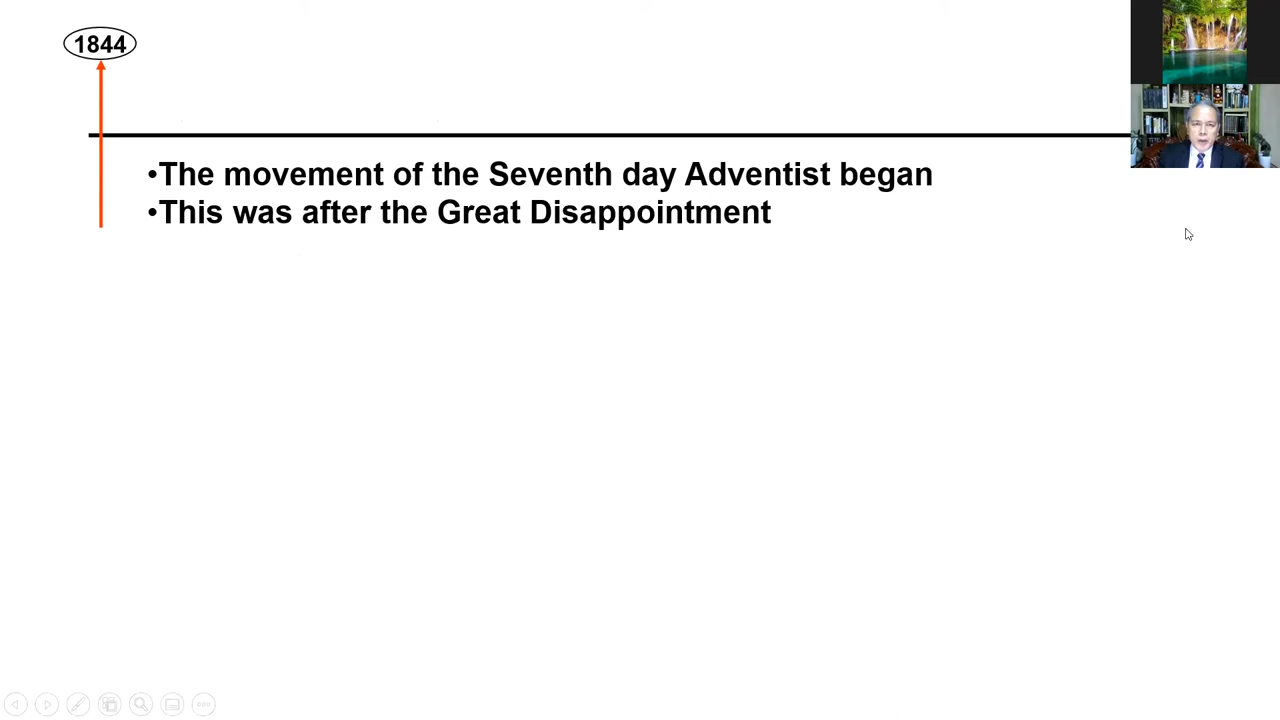 1844
•The movement of the Seventh day Adventist began
•This was after the Great Disappointment